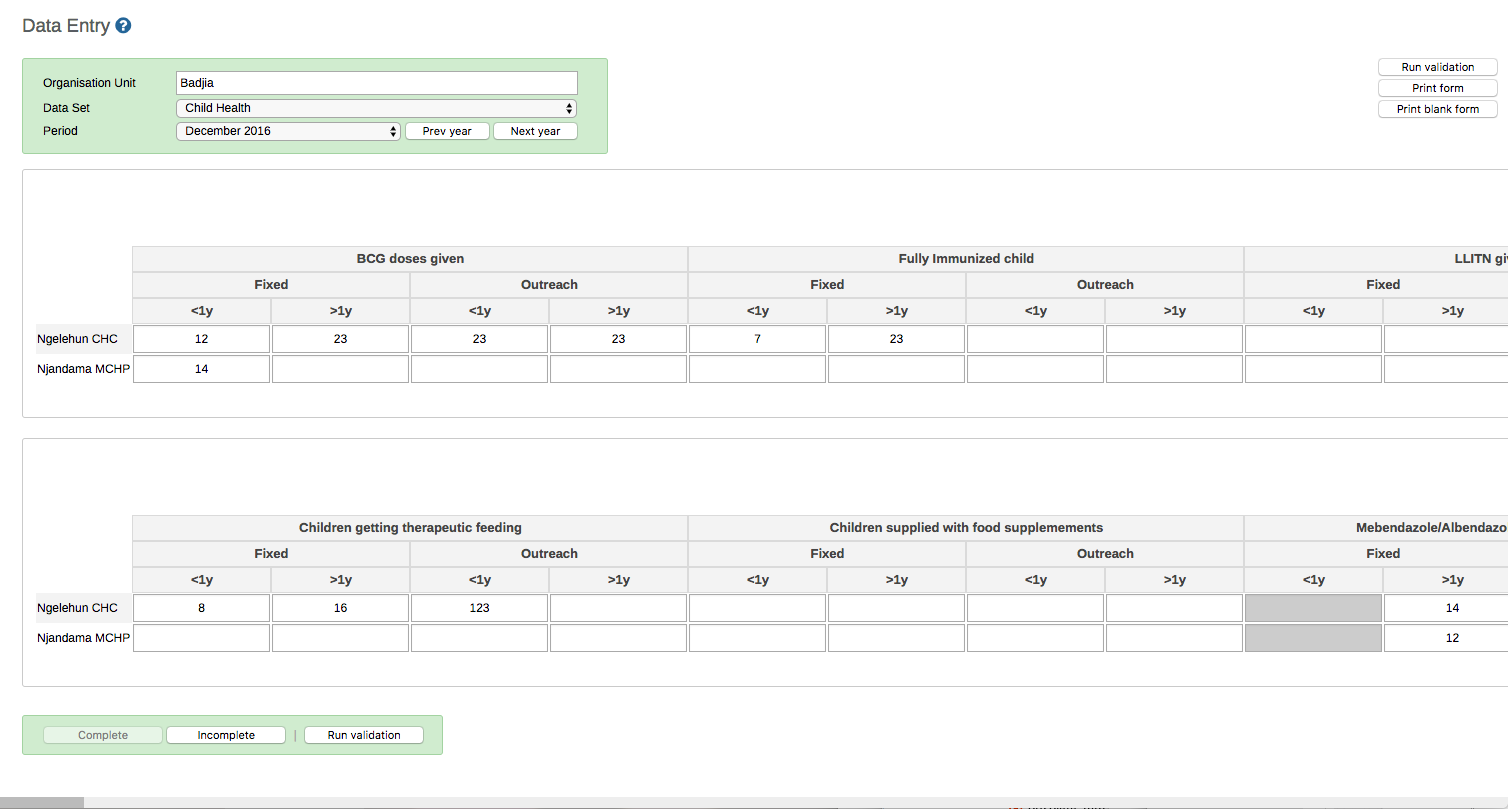 Data Entry ?
Organisation Unit Badjia
Data Set Child Health
Period December 2016 Prev year Next year
Run validation
Print form
Print blank form
BCG doses given Fully Immunized child LLITN
Fixed Outreach Fixed Outreach Fixed
<1y >1y <1y >1y <1y >1y <1y >1y <1y >1y
Ngelehun CHC 12 23 23 23 7 23
Njandama MCHP 14
Children getting therapeutic feeding Children supplied with food supplemements Mebendazole/Albendazo
Fixed Outreach Fixed Outreach Fixed
<1y >1y <1y >1y <1y >1y <1y >1y <1y >1y
Ngelehun CHC 8 16 123 14
Njandama MCHP 12
Complete Incomplete | Run validation